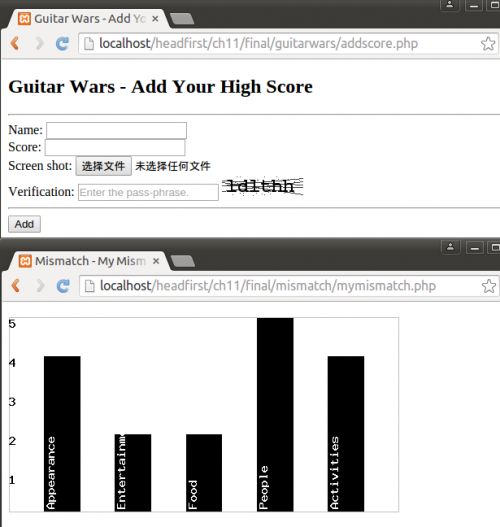 Guitar Wars - Add Yo
localhost/headfirst/ch11/final/guitarwars/addscore.php
Guitar Wars - Add Your High Score
Name:
Score:
Screen shot: 选择文件 未选择任何文件
Verification: Enter the pass-phrase. ldlthh
Add
Mismatch - My Mism
localhost/headfirst/ch11/final/mismatch/mymismatch.php
5
4
3
2
1
Appearance
Entertainm
Food
People
Activities